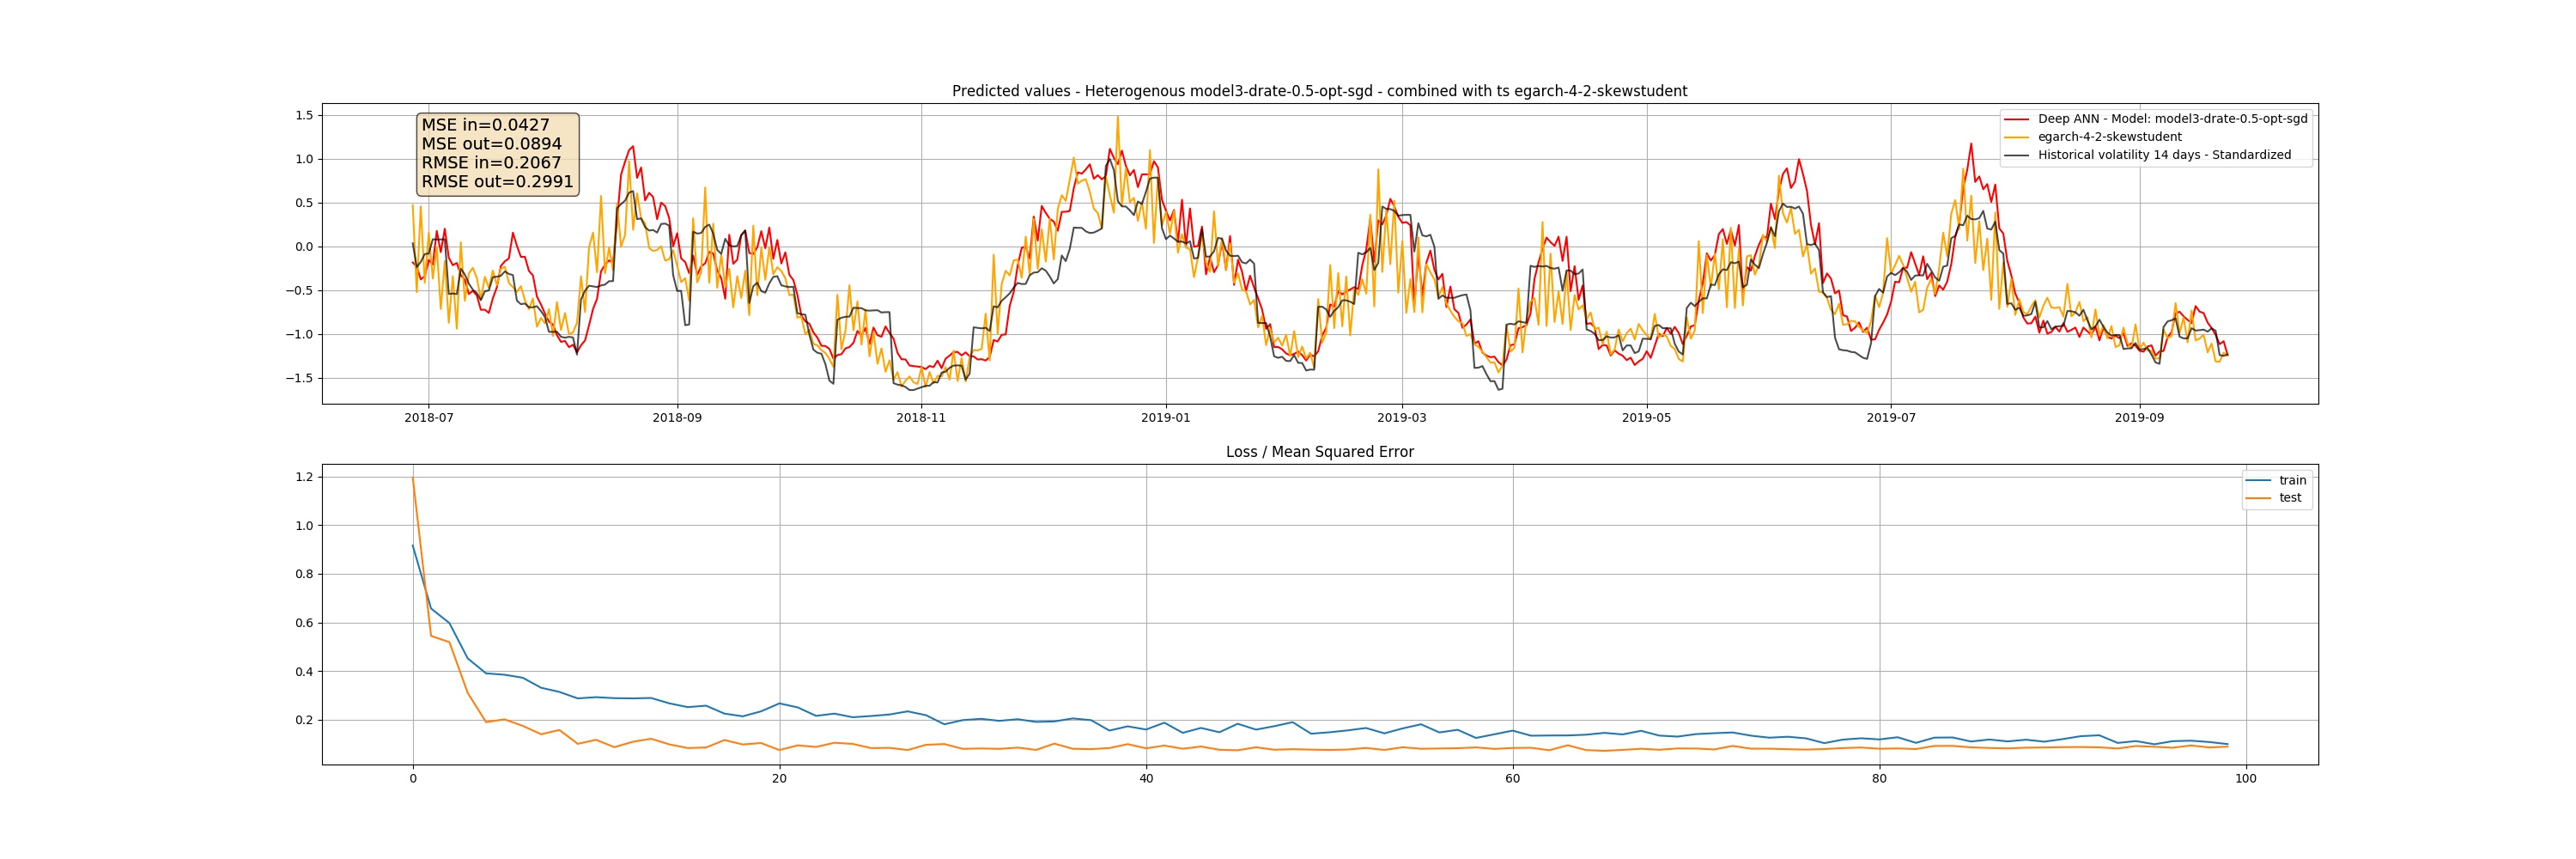 Predicted values - Heterogenous model3-drate-0.5-opt-sgd - combined with ts egarch-4-2-skewstudent
MSE in=0.0427
MSE out=0.0894
RMSE in=0.2067
RMSE out=0.2991
Deep ANN - Model: model3-drate-0.5-opt-sgd
egarch-4-2-skewstudent
Historical volatility 14 days - Standardized
1.5
1.0
0.5
0.0
−0.5
−1.0
−1.5
2018-07 2018-09 2018-11 2019-01 2019-03 2019-05 2019-07 2019-09
Loss / Mean Squared Error
train
test
1.2
1.0
0.8
0.6
0.4
0.2
0 20 40 60 80 100